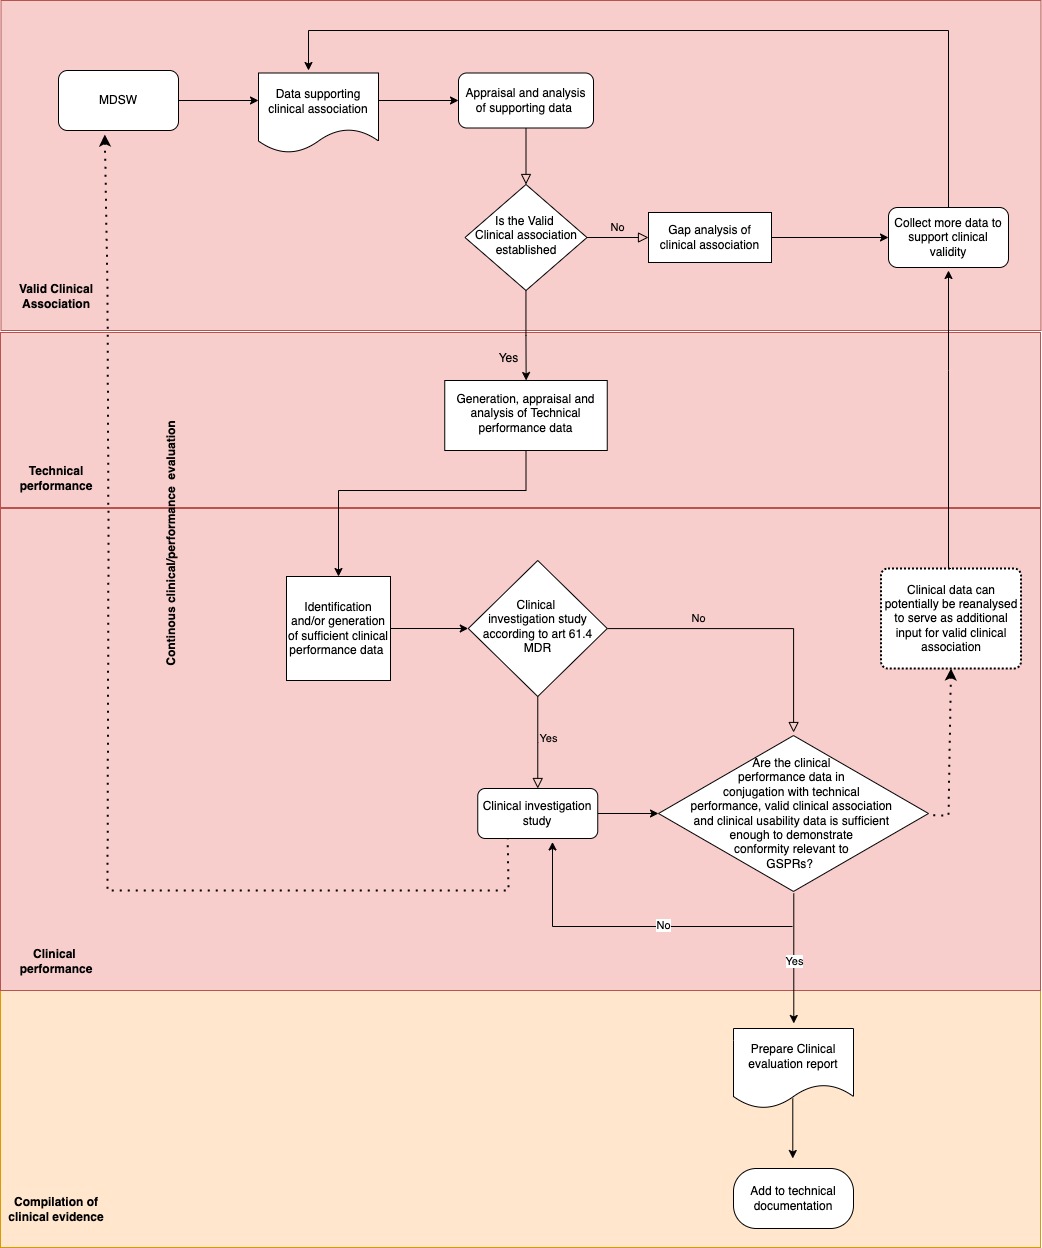 MDSW
Data supporting
clinical association
Appraisal and analysis
of supporting data
Is the Valid
Clinical association
established
No
Gap analysis of
clinical association
Collect more data to
support clinical
validity
Valid Clinical
Association
Yes
Generation, appraisal and
analysis of Technical
performance data
Technical
performance
Continous clinical/performance evaluation
Identification
and/or generation
of sufficient clinical
performance data
Clinical
investigation study
according to art 61.4
MDR
No
Clinical data can
potentially be reanalysed
to serve as additional
input for valid clinical
association
Yes
Clinical investigation
study
Are the clinical
performance data in
conjugation with technical
performance, valid clinical association
and clinical usability data is sufficient
enough to demonstrate
conformity relevant to
GSPRs?
No
Yes
Clinical
performance
Prepare Clinical
evaluation report
Add to technical
documentation
Compilation of
clinical evidence